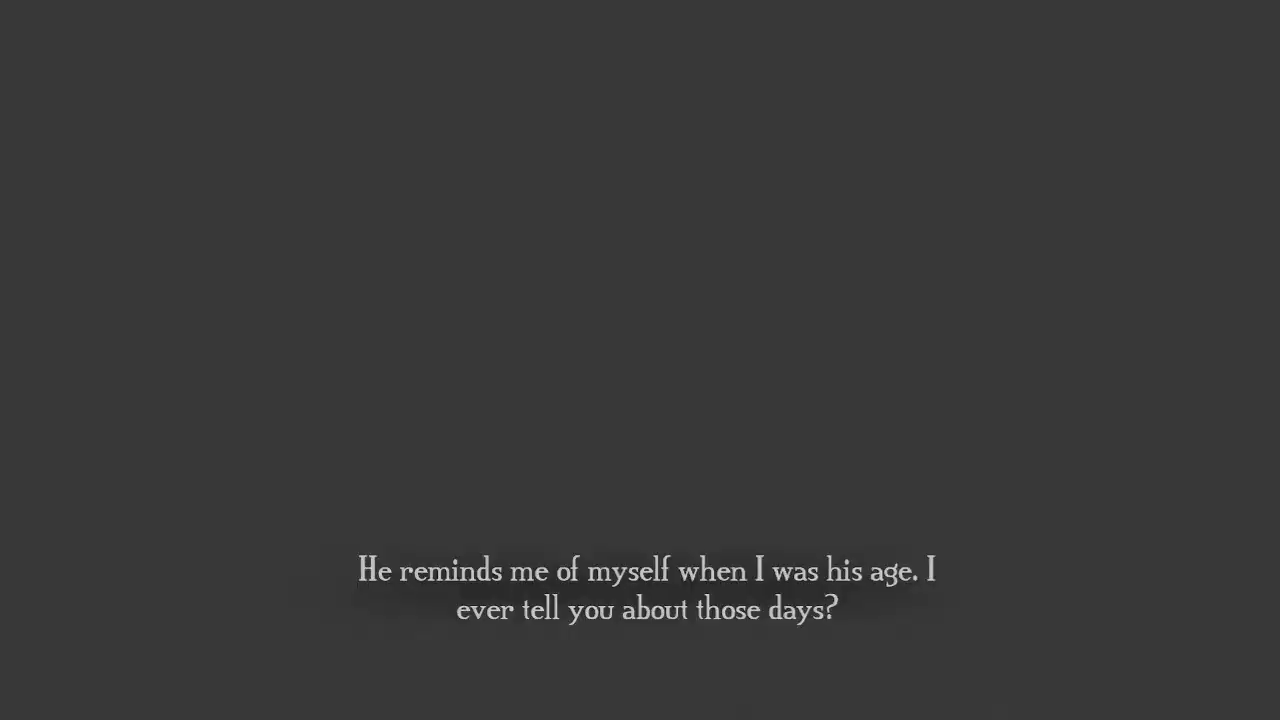 He reminds me of myself when I was his age. I
ever tell you about those days?